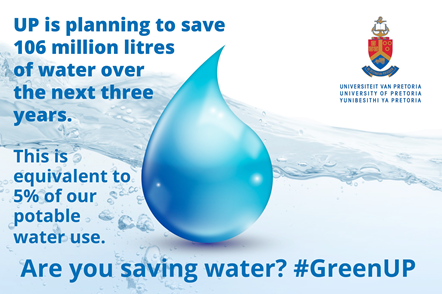 UP is planning to save
106 million litres
of water over
the next three
years.
This is
equivalent to
5% of our
potable
water use.
UNIVERSITEIT VAN PRETORIA
UNIVERSITY OF PRETORIA
YUNIBESITHI YA PRETORIA
Are you saving water? #GreenUP